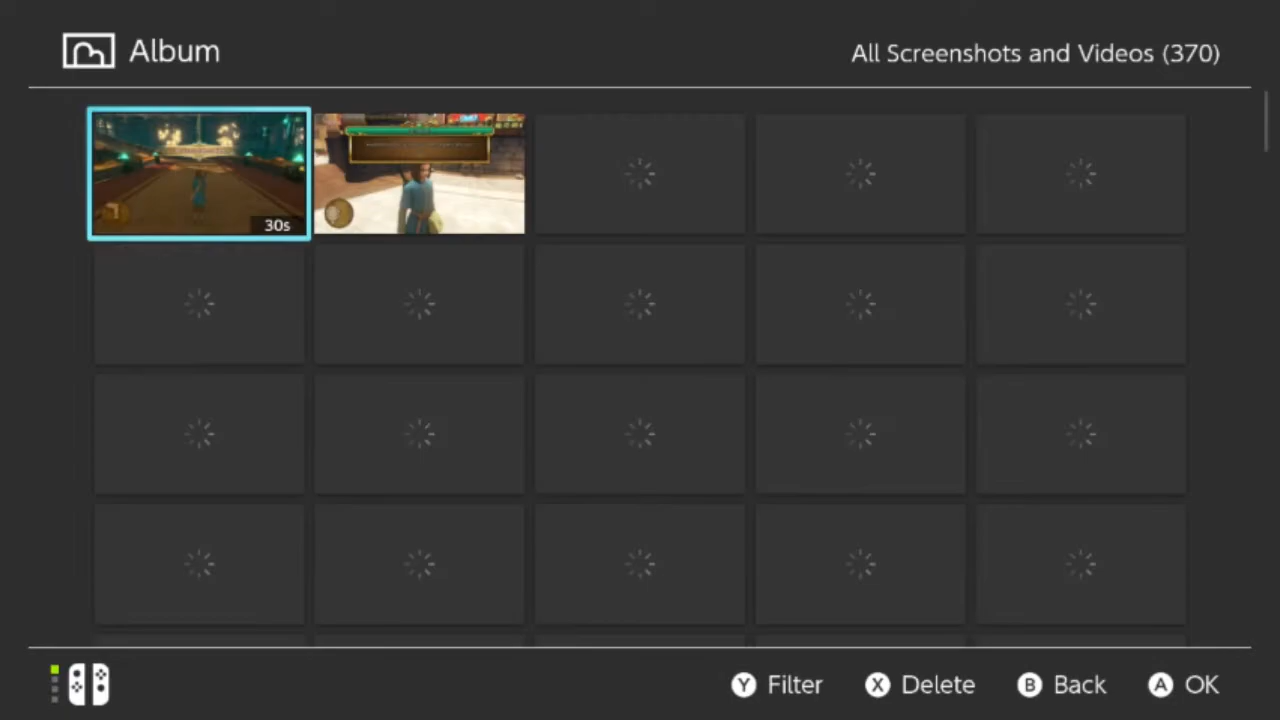 Album
All Screenshots and Videos (370)
30s
Y Filter
X Delete
B Back
A OK